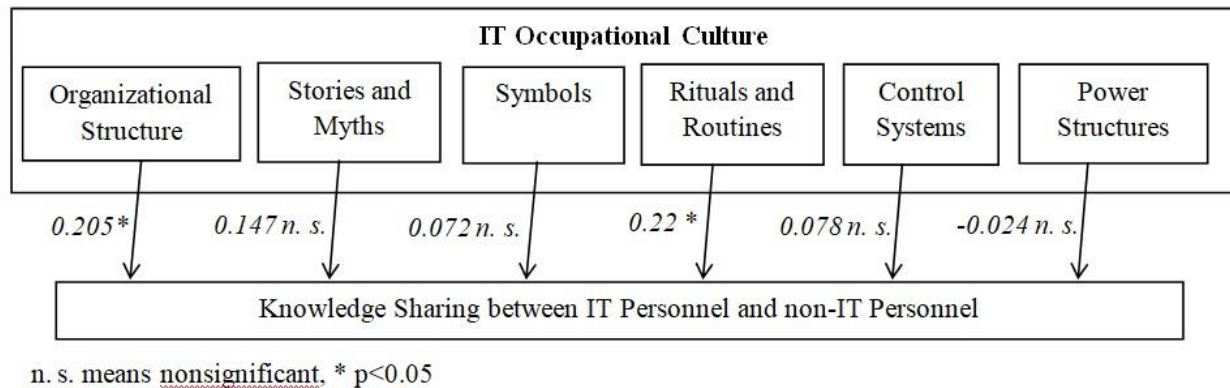 IT Occupational Culture
Organizational
Structure
Stories and
Myths
Symbols
Rituals and
Routines
Control
Systems
Power
Structures
0.205*
0.147 n. s.
0.072 n. s.
0.22 *
0.078 n. s.
-0.024 n. s.
Knowledge Sharing between IT Personnel and non-IT Personnel
n. s. means nonsignificant, * p<0.05